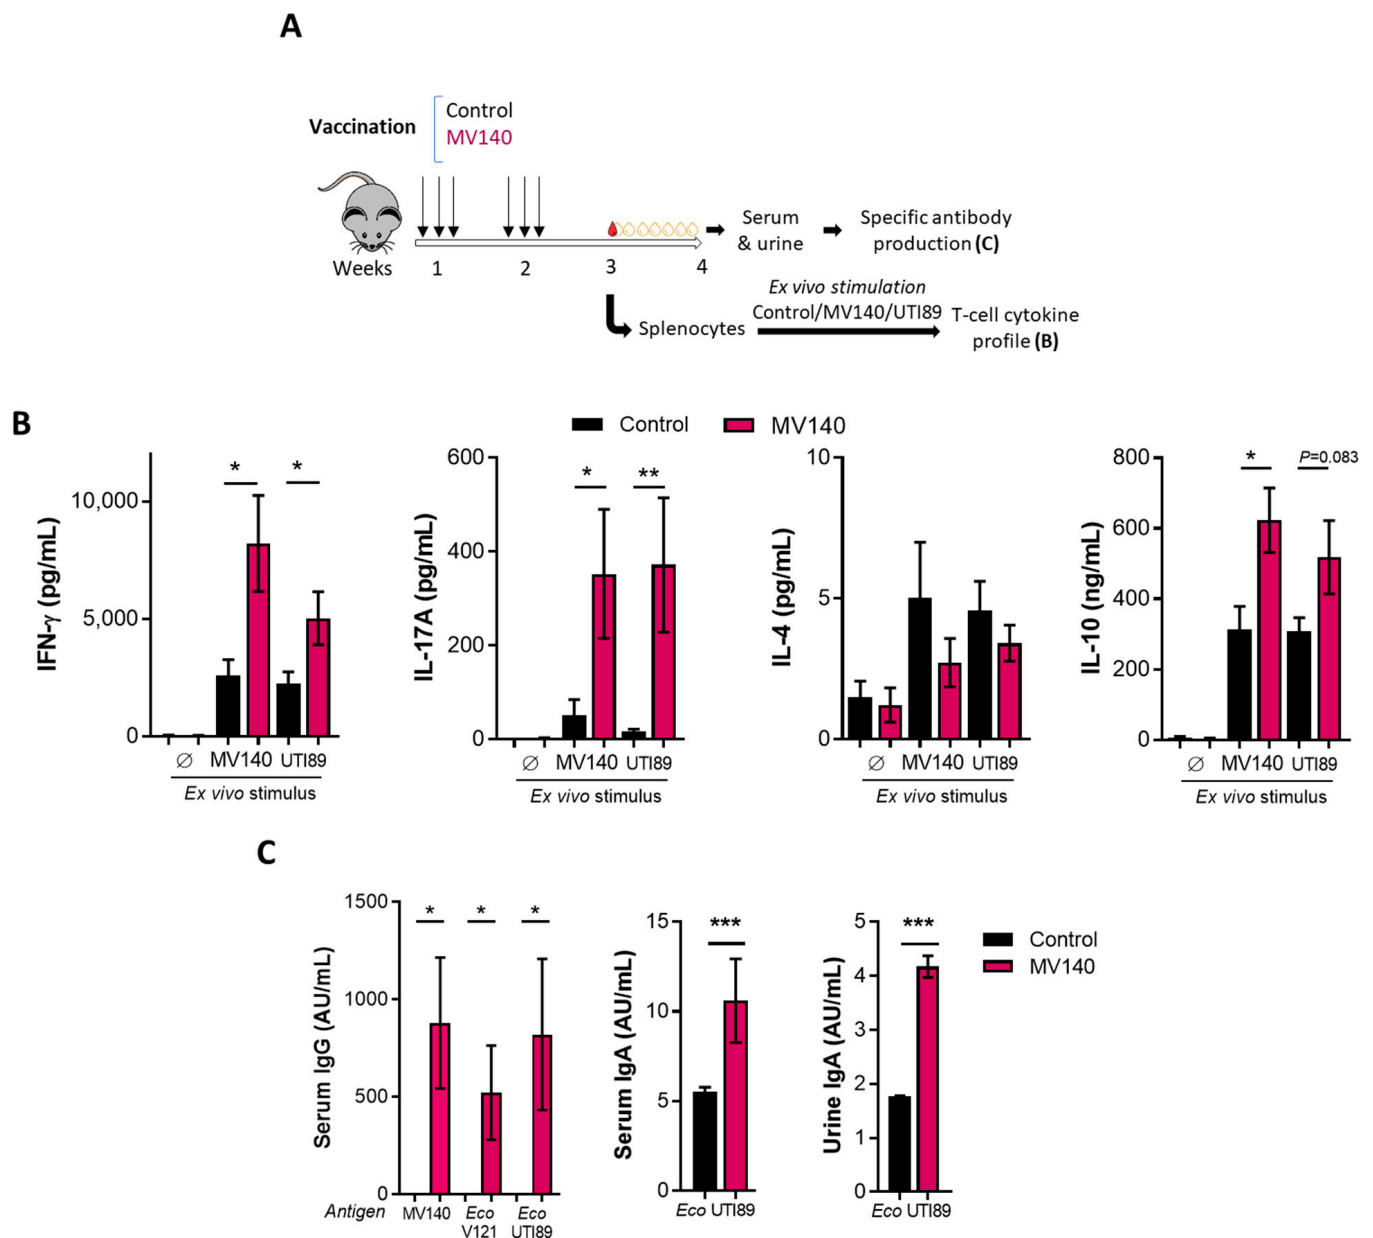 A
Vaccination
Control
MV140
Weeks
1
2
3
4
Serum
& urine
Specific antibody
production (C)
Ex vivo stimulation
Control/MV140/UTI89
Splenocytes
T-cell cytokine
profile (B)
B
Control
MV140
IFN-γ (pg/mL)
10,000
5,000
0
*
*
∅
MV140
UTI89
Ex vivo stimulus
IL-17A (pg/mL)
600
400
200
0
*
**
∅
MV140
UTI89
Ex vivo stimulus
IL-4 (pg/mL)
10
5
0
∅
MV140
UTI89
Ex vivo stimulus
IL-10 (ng/mL)
800
600
400
200
0
*
P=0.083
∅
MV140
UTI89
Ex vivo stimulus
C
Serum IgG (AU/mL)
1500
1000
500
0
*
*
*
Antigen
MV140
Eco
V121
Eco
UTI89
Serum IgA (AU/mL)
15
10
5
0
***
Eco UTI89
Urine IgA (AU/mL)
5
4
3
2
1
0
***
Eco UTI89
Control
MV140